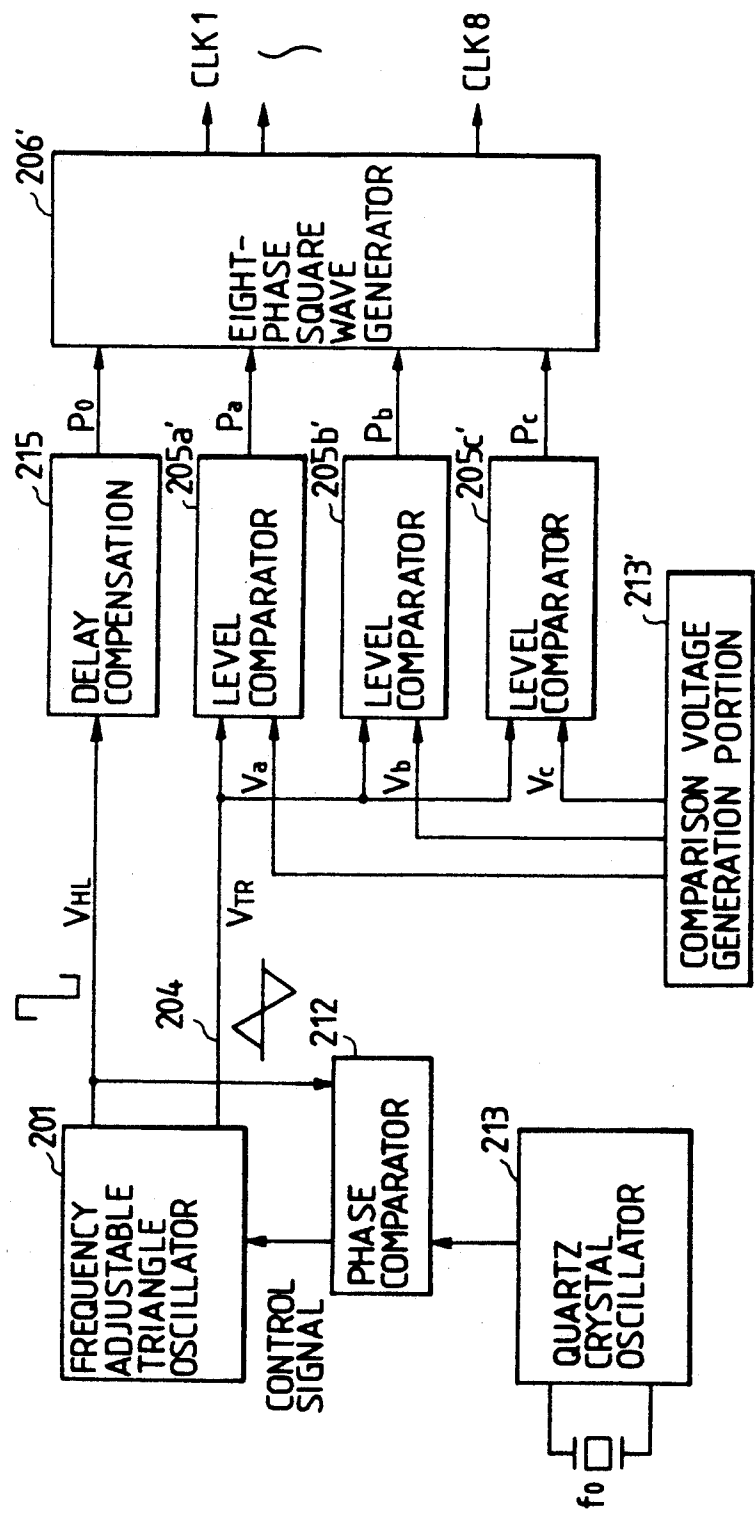 201
FREQUENCY
ADJUSTABLE
TRIANGLE
OSCILLATOR
VHL
204
VTR
CONTROL
SIGNAL
212
PHASE
COMPARATOR
213
QUARTZ
CRYSTAL
OSCILLATOR
f0
215
DELAY
COMPENSATION
P0
205a'
LEVEL
COMPARATOR
Va
Pa
205b'
LEVEL
COMPARATOR
Vb
Pb
205c'
LEVEL
COMPARATOR
Vc
Pc
213'
COMPARISON VOLTAGE
GENERATION PORTION
206'
EIGHT-
PHASE
SQUARE
WAVE
GENERATOR
CLK1
CLK8